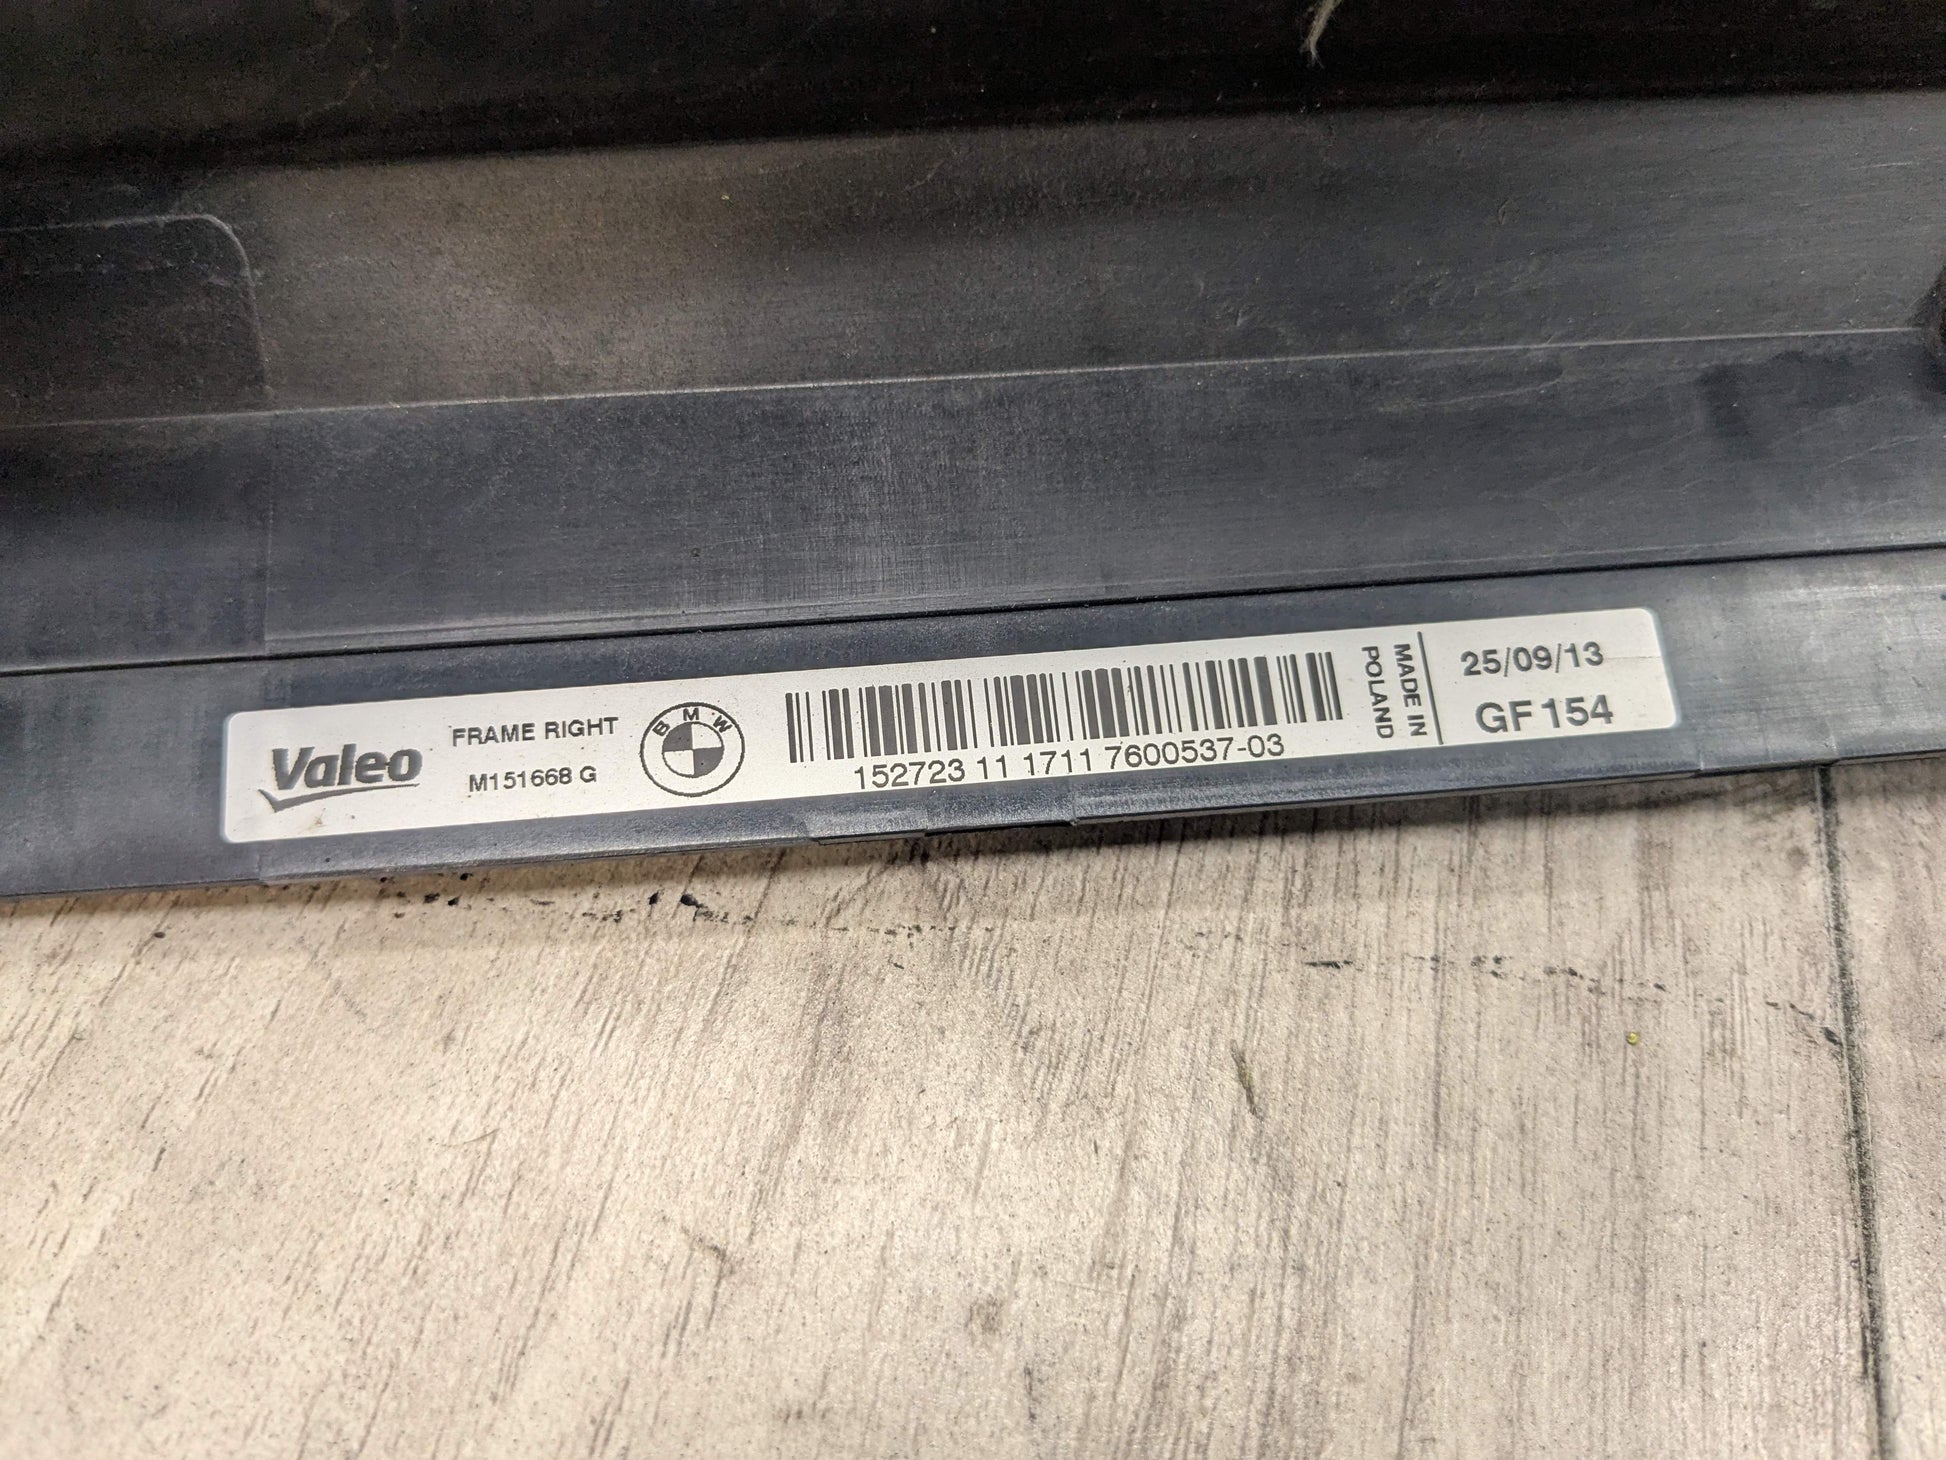 Valeo
FRAME RIGHT
M151668 G
BMW
152723 11 1711 7600537-03
MADE IN
POLAND
25/09/13
GF154